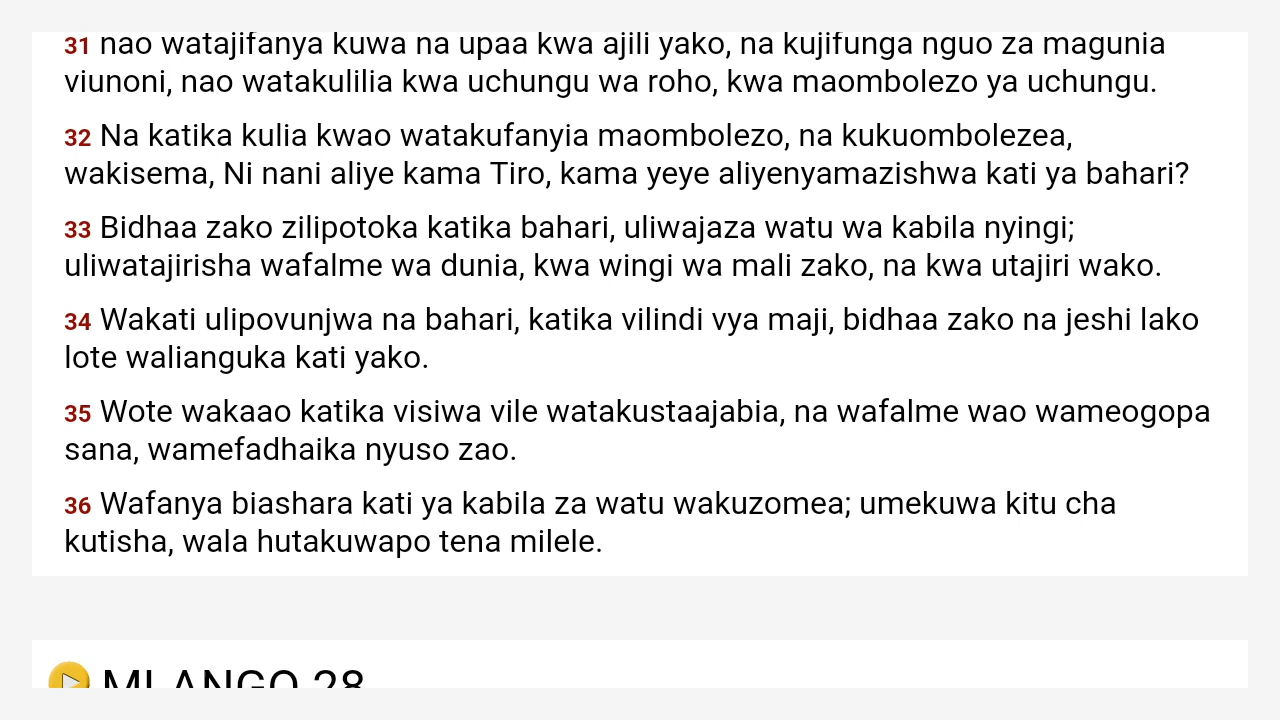 31 nao watajifanya kuwa na upaa kwa ajili yako, na kujifunga nguo za magunia
viunoni, nao watakulilia kwa uchungu wa roho, kwa maombolezo ya uchungu.
32 Na katika kulia kwao watakufanyia maombolezo, na kukuombolezea,
wakisema, Ni nani aliye kama Tiro, kama yeye aliyenyamazishwa kati ya bahari?
33 Bidhaa zako zilipotoka katika bahari, uliwajaza watu wa kabila nyingi;
uliwatajirisha wafalme wa dunia, kwa wingi wa mali zako, na kwa utajiri wako.
34 Wakati ulipovunjwa na bahari, katika vilindi vya maji, bidhaa zako na jeshi lako
lote walianguka kati yako.
35 Wote wakaao katika visiwa vile watakustaajabia, na wafalme wao wameogopa
sana, wamefadhaika nyuso zao.
36 Wafanya biashara kati ya kabila za watu wakuzomea; umekuwa kitu cha
kutisha, wala hutakuwapo tena milele.
MLANGO 28